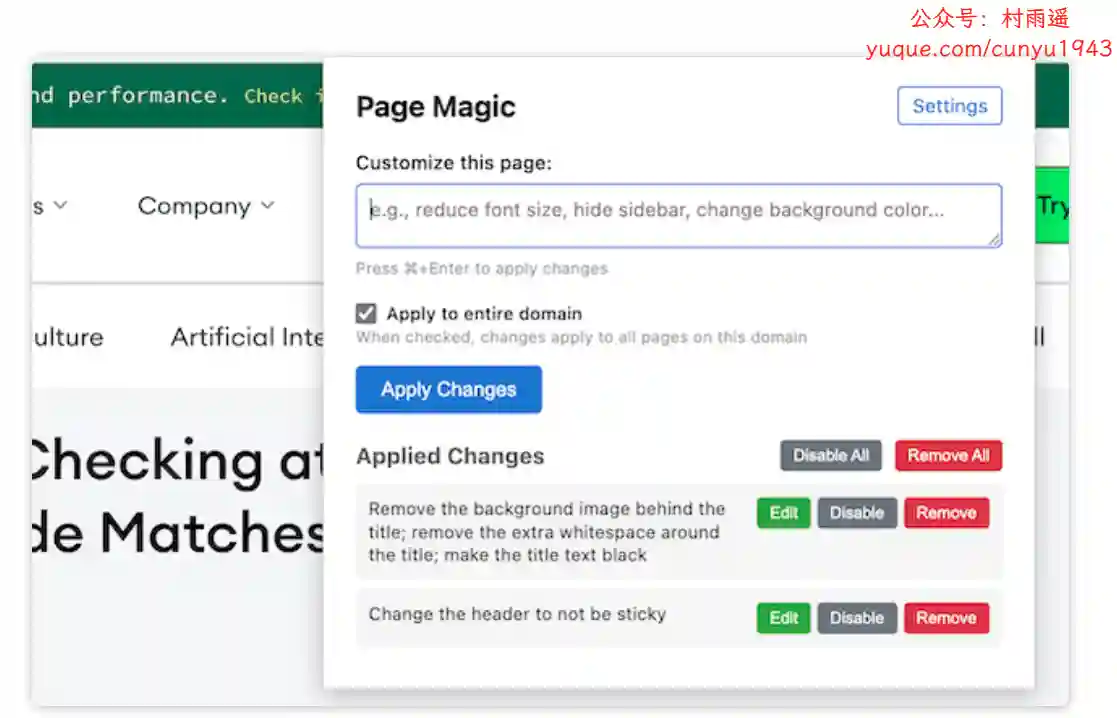 公众号：村雨遥
yuque.com/cunyu1943
nd performance. Check i
Page Magic
Settings
Customize this page:
e.g., reduce font size, hide sidebar, change background color...
Press ⌘+Enter to apply changes
s
Company
Try
Apply to entire domain
When checked, changes apply to all pages on this domain
ulture
Artificial Inte
ll
Apply Changes
Checking at
de Matches
Applied Changes
Disable All
Remove All
Remove the background image behind the
title; remove the extra whitespace around
the title; make the title text black
Edit
Disable
Remove
Change the header to not be sticky
Edit
Disable
Remove